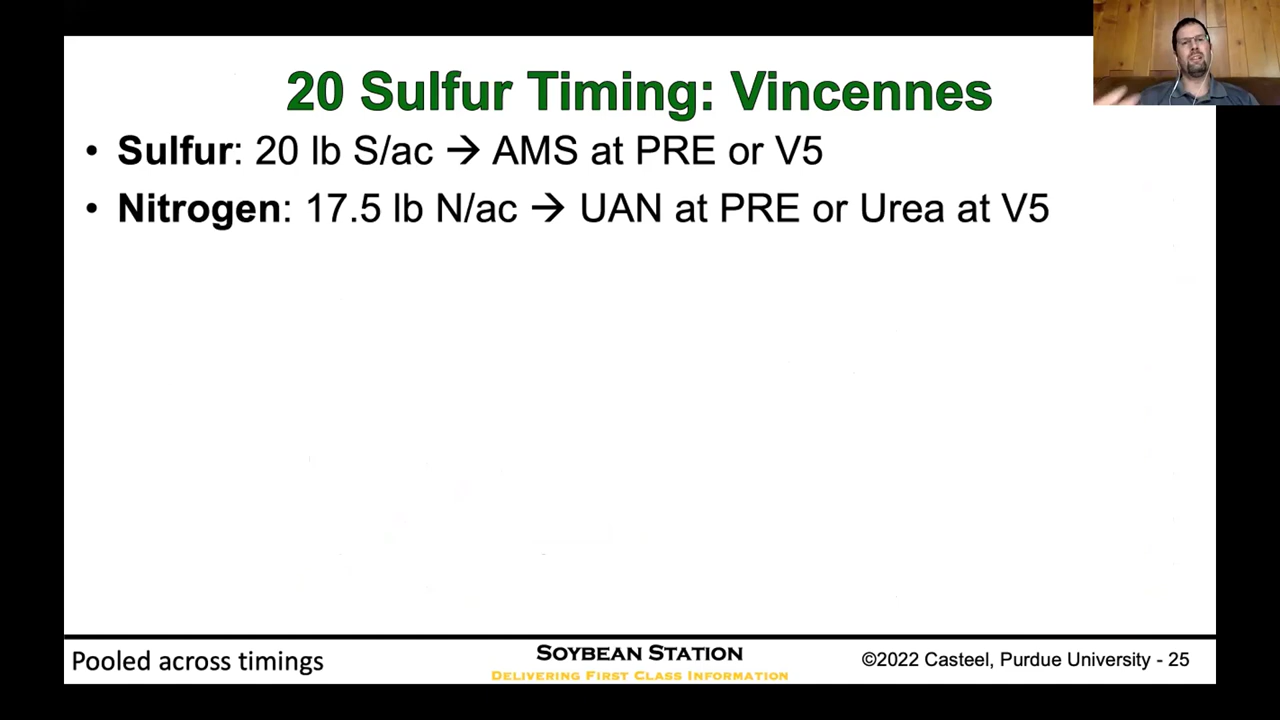 20 Sulfur Timing: Vincennes
• Sulfur: 20 lb S/ac → AMS at PRE or V5
• Nitrogen: 17.5 lb N/ac → UAN at PRE or Urea at V5
Pooled across timings
SOYBEAN STATION
DELIVERING FIRST CLASS INFORMATION
©2022 Casteel, Purdue University - 25